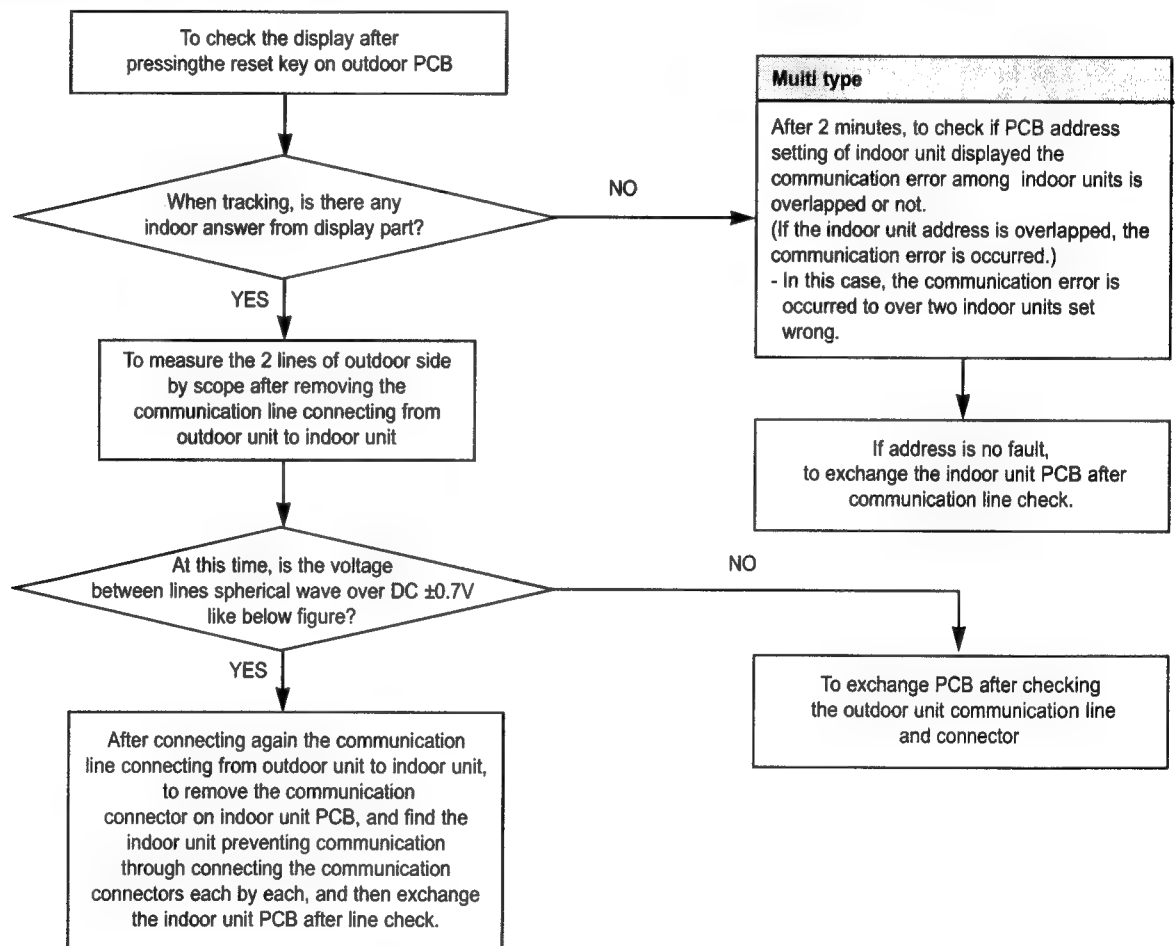 To check the display after
pressingthe reset key on outdoor PCB
When tracking, is there any
indoor answer from display part?
NO
YES
Multi type
After 2 minutes, to check if PCB address
setting of indoor unit displayed the
communication error among indoor units is
overlapped or not.
(If the indoor unit address is overlapped, the
communication error is occurred.)
- In this case, the communication error is
occurred to over two indoor units set
wrong.
To measure the 2 lines of outdoor side
by scope after removing the
communication line connecting from
outdoor unit to indoor unit
If address is no fault,
to exchange the indoor unit PCB after
communication line check.
At this time, is the voltage
between lines spherical wave over DC ±0.7V
like below figure?
NO
YES
To exchange PCB after checking
the outdoor unit communication line
and connector
After connecting again the communication
line connecting from outdoor unit to indoor unit,
to remove the communication
connector on indoor unit PCB, and find the
indoor unit preventing communication
through connecting the communication
connectors each by each, and then exchange
the indoor unit PCB after line check.